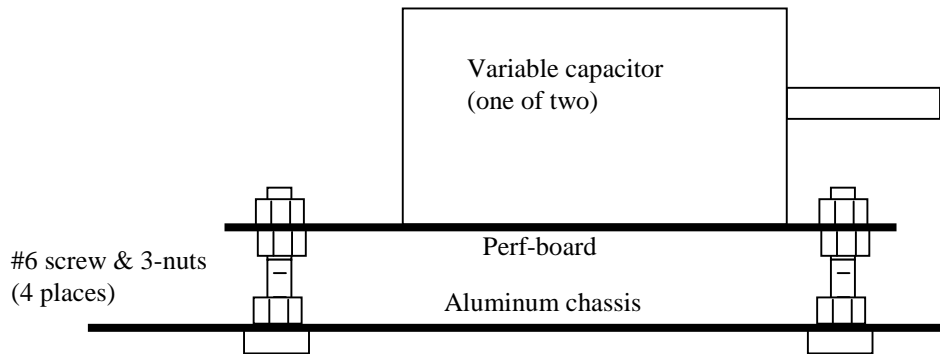 Variable capacitor
(one of two)
Perf-board
#6 screw & 3-nuts
(4 places)
Aluminum chassis